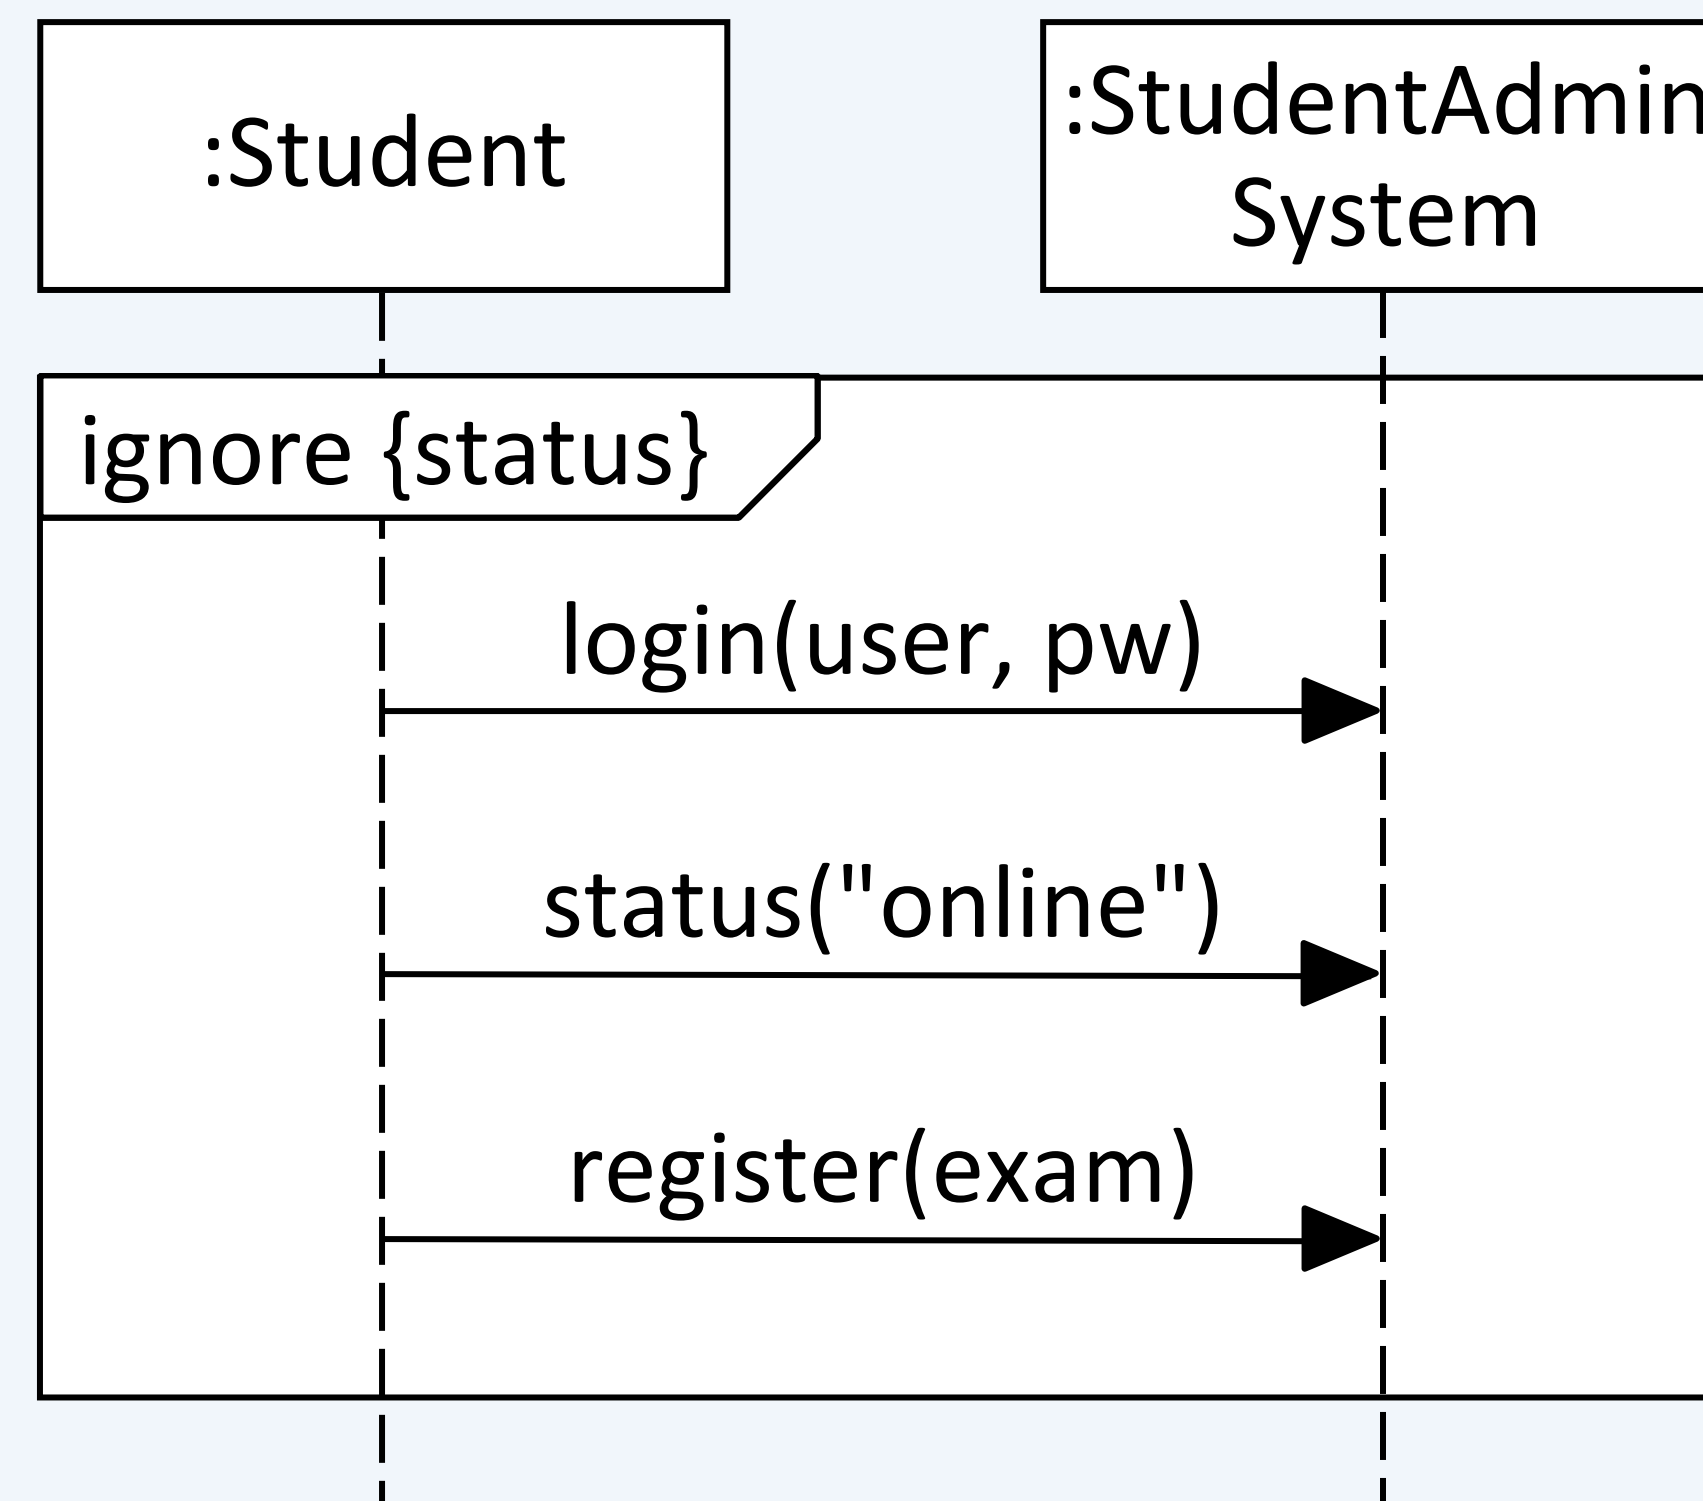 :Student
:StudentAdmin
System
ignore {status}
login(user, pw)
status("online")
register(exam)